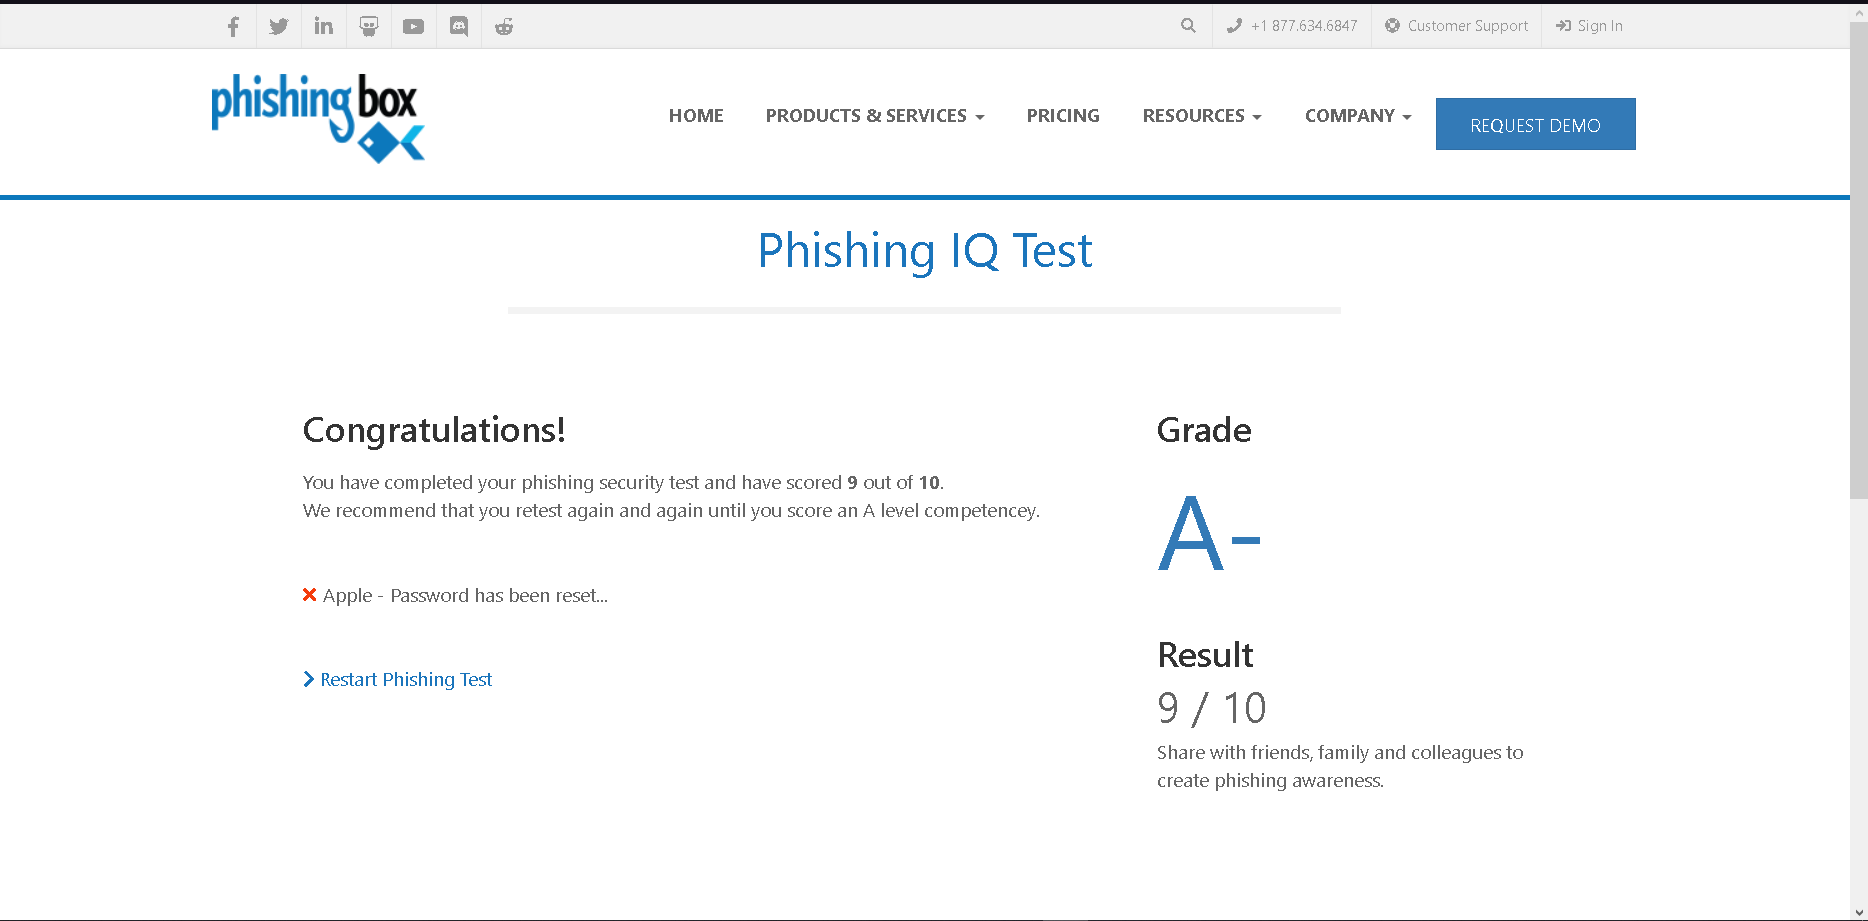 +1 877.634.6847
Customer Support
Sign In
phishingbox
HOME
PRODUCTS & SERVICES
PRICING
RESOURCES
COMPANY
REQUEST DEMO
Phishing IQ Test
Congratulations!
You have completed your phishing security test and have scored 9 out of 10.
We recommend that you retest again and again until you score an A level competencey.
Apple - Password has been reset...
Restart Phishing Test
Grade
A-
Result
9 / 10
Share with friends, family and colleagues to
create phishing awareness.